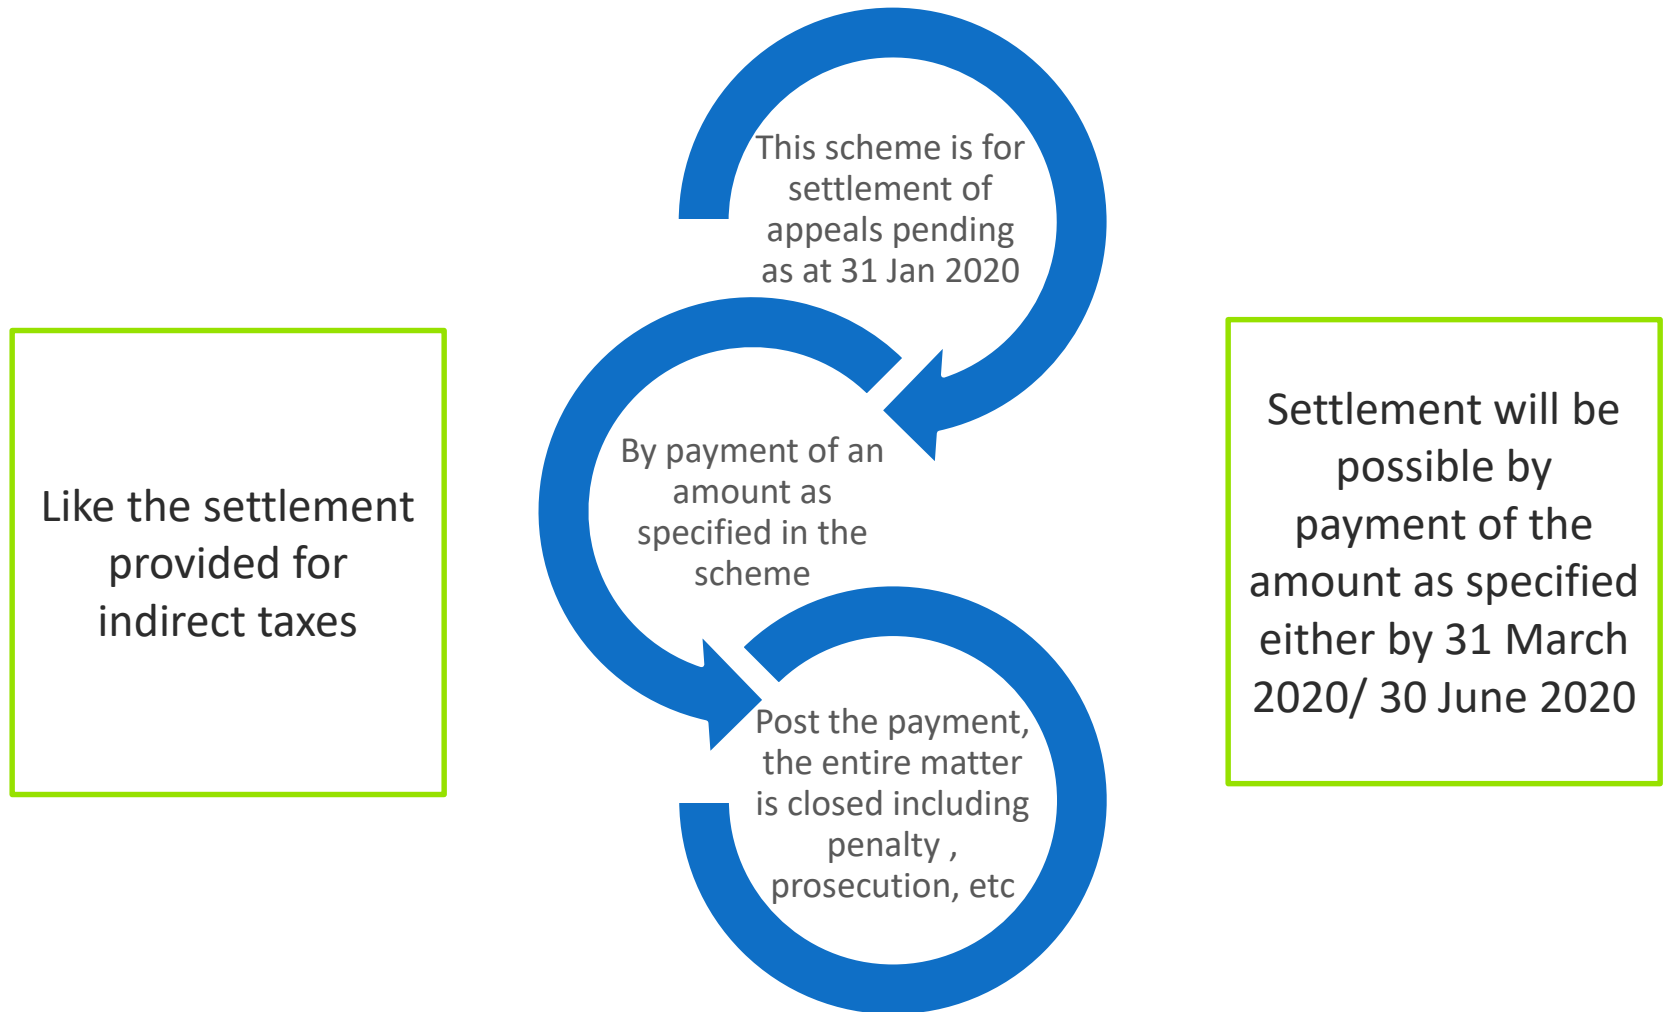 This scheme is for
settlement of
appeals pending
as at 31 Jan 2020
Like the settlement
provided for
indirect taxes
By payment of an
amount as
specified in the
scheme
Settlement will be
possible by
payment of the
amount as specified
either by 31 March
2020/ 30 June 2020
Post the payment,
the entire matter
is closed including
penalty ,
prosecution, etc